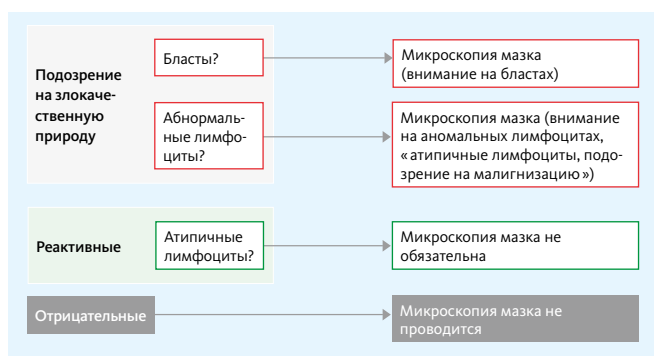 Подозрение
на злокаче-
ственную
природу
Бласты?
Микроскопия мазка
(внимание на бластах)
Абнормаль-
ные лимфо-
циты?
Микроскопия мазка (внимание
на аномальных лимфоцитах,
«атипичные лимфоциты, подо-
зрение на малигнизацию»)
Реактивные
Атипичные
лимфоциты?
Микроскопия мазка не
обязательна
Отрицательные
Микроскопия мазка не
проводится